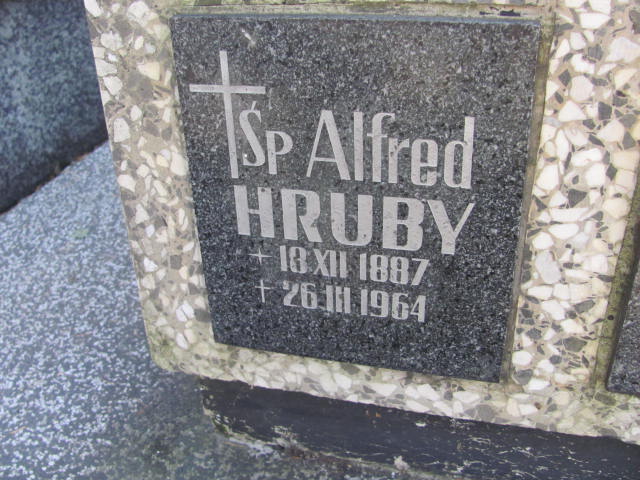 Śp Alfred
HRUBY
* 18 XII 1887
† 26 III 1964